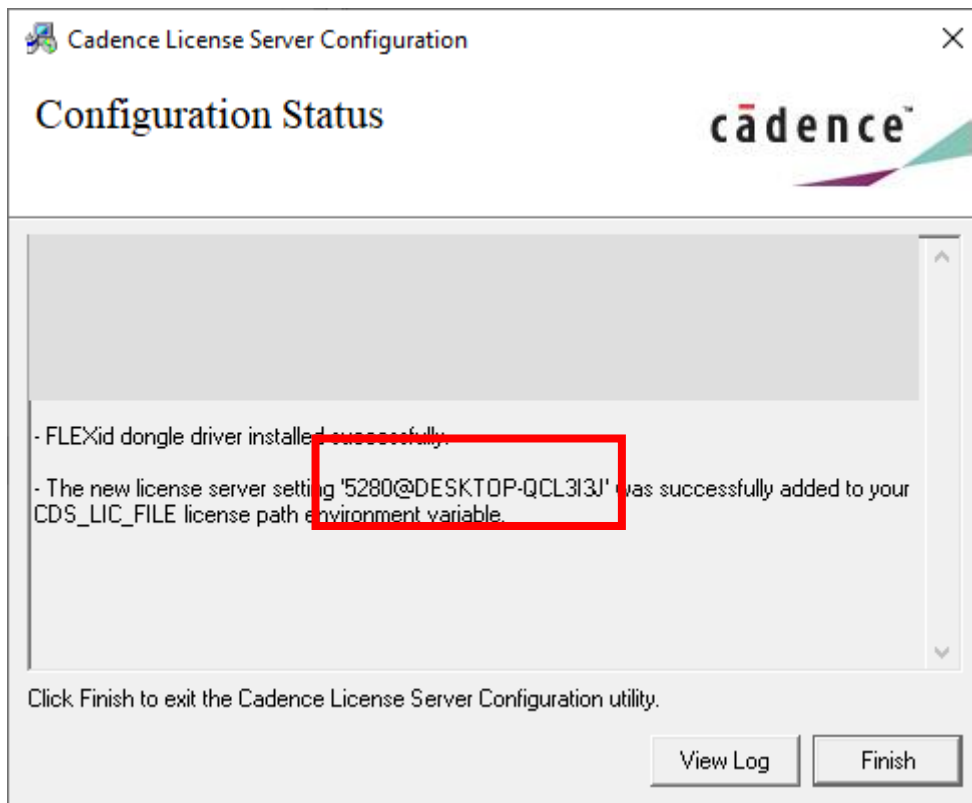 Cadence License Server Configuration
Configuration Status
cādence™
- FLEXid dongle driver installed successfully.
- The new license server setting '5280@DESKTOP-QCL3I3J' was successfully added to your
CDS_LIC_FILE license path environment variable.
Click Finish to exit the Cadence License Server Configuration utility.
View Log
Finish